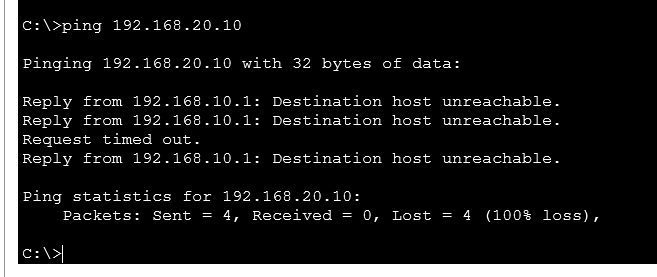 C:\>ping 192.168.20.10
Pinging 192.168.20.10 with 32 bytes of data:
Reply from 192.168.10.1: Destination host unreachable.
Reply from 192.168.10.1: Destination host unreachable.
Request timed out.
Reply from 192.168.10.1: Destination host unreachable.
Ping statistics for 192.168.20.10:
    Packets: Sent = 4, Received = 0, Lost = 4 (100% loss),
C:\>